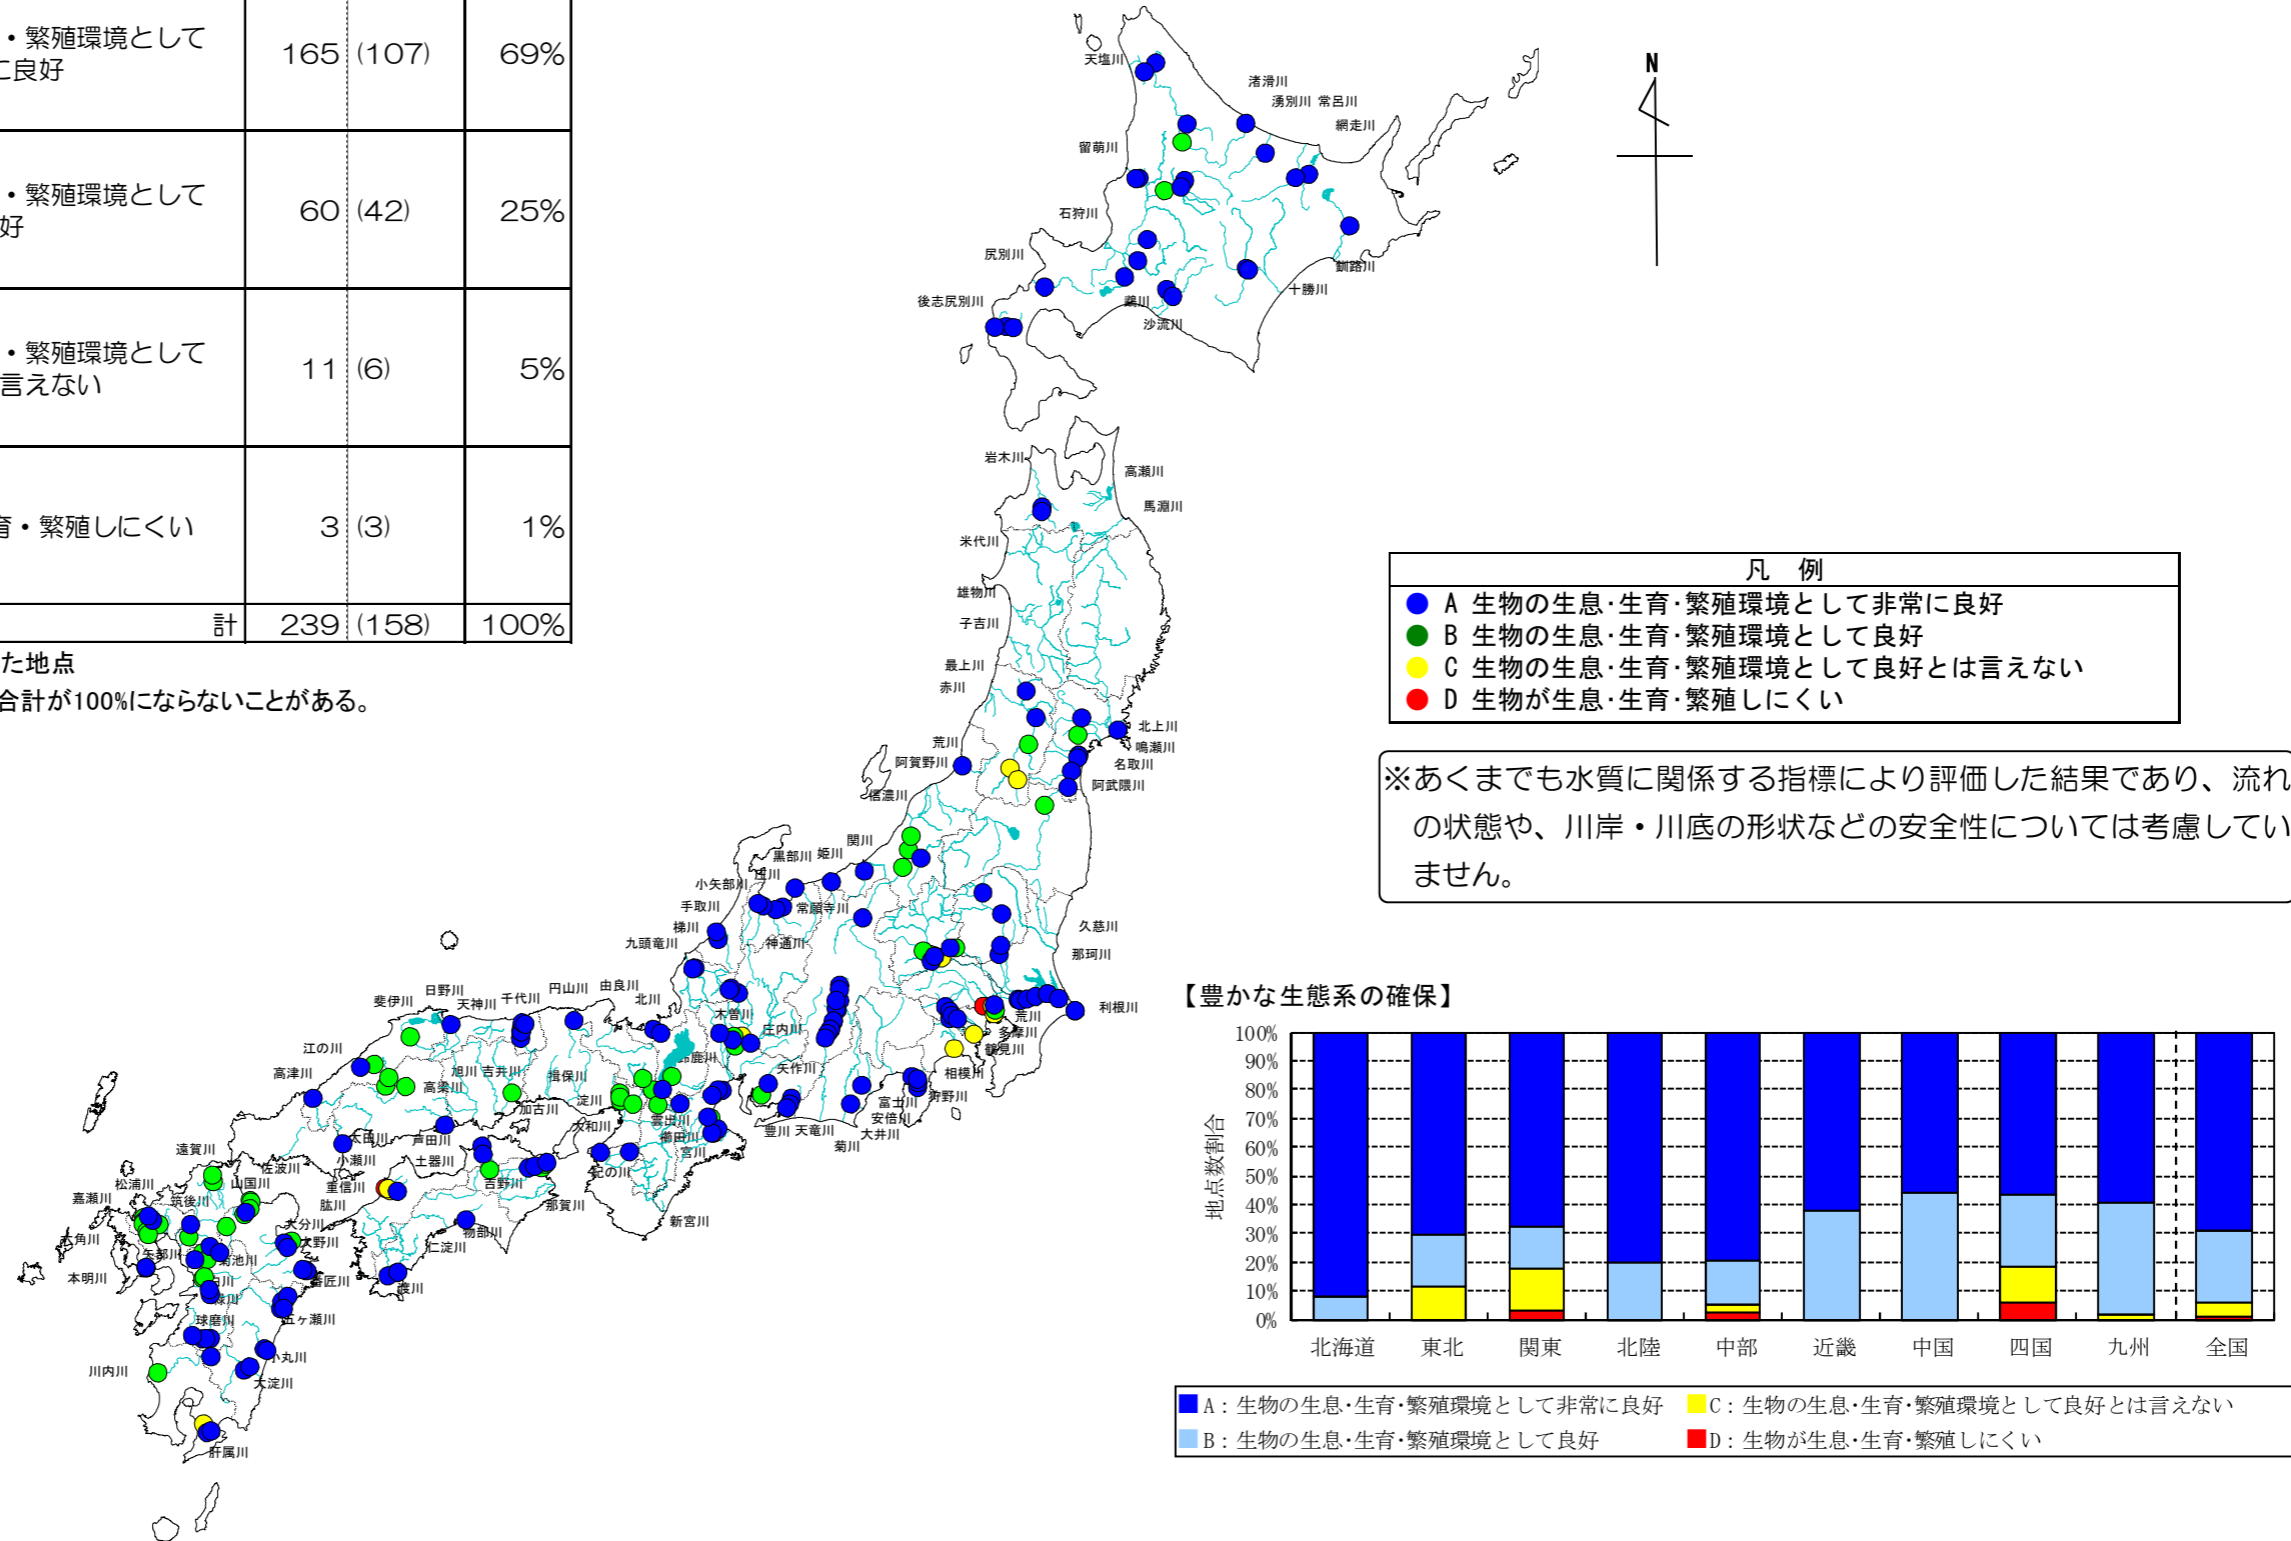 ・繁殖環境として
に良好
165 (107) 69%
・繁殖環境として
好
60 (42) 25%
・繁殖環境として
言えない
11 (6) 5%
育・繁殖しにくい
3 (3) 1%
計 239 (158) 100%
た地点
合計が100%にならないことがある。
N
天塩川
渚滑川
湧別川 常呂川
網走川
留萌川
石狩川
尻別川
釧路川
十勝川
後志尻別川
鵡川
沙流川
岩木川
高瀬川
馬淵川
米代川
雄物川
子吉川
最上川
赤川
北上川
鳴瀬川
名取川
阿武隈川
荒川
阿賀野川
信濃川
関川
姫川
黒部川
庄川
小矢部川
常願寺川
手取川
梯川
神通川
九頭竜川
久慈川
那珂川
利根川
荒川
多摩川
鶴見川
相模川
狩野川
富士川
安倍川
大井川
菊川
天竜川
豊川
矢作川
庄内川
木曽川
鈴鹿川
雲出川
櫛田川
宮川
由良川
北川
円山川
千代川
天神川
日野川
斐伊川
江の川
高津川
高梁川
旭川
吉井川
揖保川
加古川
淀川
大和川
紀の川
新宮川
太田川
芦田川
小瀬川
佐波川
土器川
重信川
肱川
吉野川
那賀川
物部川
仁淀川
渡川
遠賀川
山国川
松浦川
筑後川
嘉瀬川
六角川
矢部川
本明川
菊池川
大分川
大野川
番匠川
五ヶ瀬川
球磨川
小丸川
大淀川
川内川
肝属川
凡 例
A 生物の生息･生育･繁殖環境として非常に良好
B 生物の生息･生育･繁殖環境として良好
C 生物の生息･生育･繁殖環境として良好とは言えない
D 生物が生息･生育･繁殖しにくい
※あくまでも水質に関係する指標により評価した結果であり、流れ
の状態や、川岸・川底の形状などの安全性については考慮してい
ません。
【豊かな生態系の確保】
地点数割合
100%
90%
80%
70%
60%
50%
40%
30%
20%
10%
0%
北海道 東北 関東 北陸 中部 近畿 中国 四国 九州 全国
A：生物の生息･生育･繁殖環境として非常に良好
C：生物の生息･生育･繁殖環境として良好とは言えない
B：生物の生息･生育･繁殖環境として良好
D：生物が生息･生育･繁殖しにくい